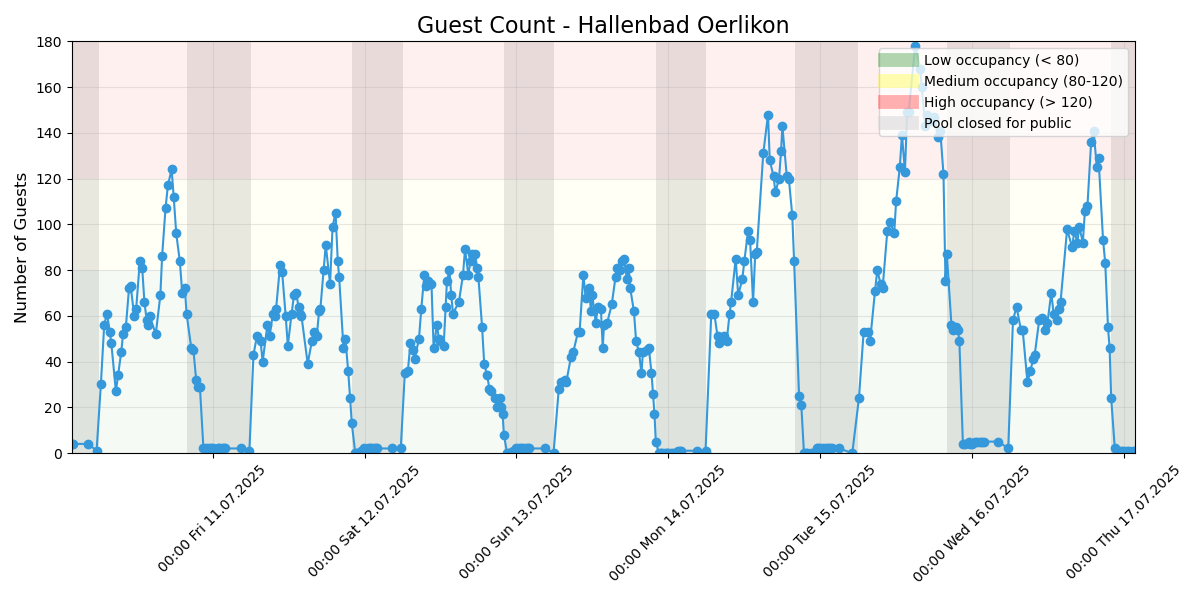 Guest Count - Hallenbad Oerlikon
Number of Guests
180
160
140
120
100
80
60
40
20
0
Low occupancy (< 80)
Medium occupancy (80-120)
High occupancy (> 120)
Pool closed for public
00:00 Fri 11.07.2025
00:00 Sat 12.07.2025
00:00 Sun 13.07.2025
00:00 Mon 14.07.2025
00:00 Tue 15.07.2025
00:00 Wed 16.07.2025
00:00 Thu 17.07.2025